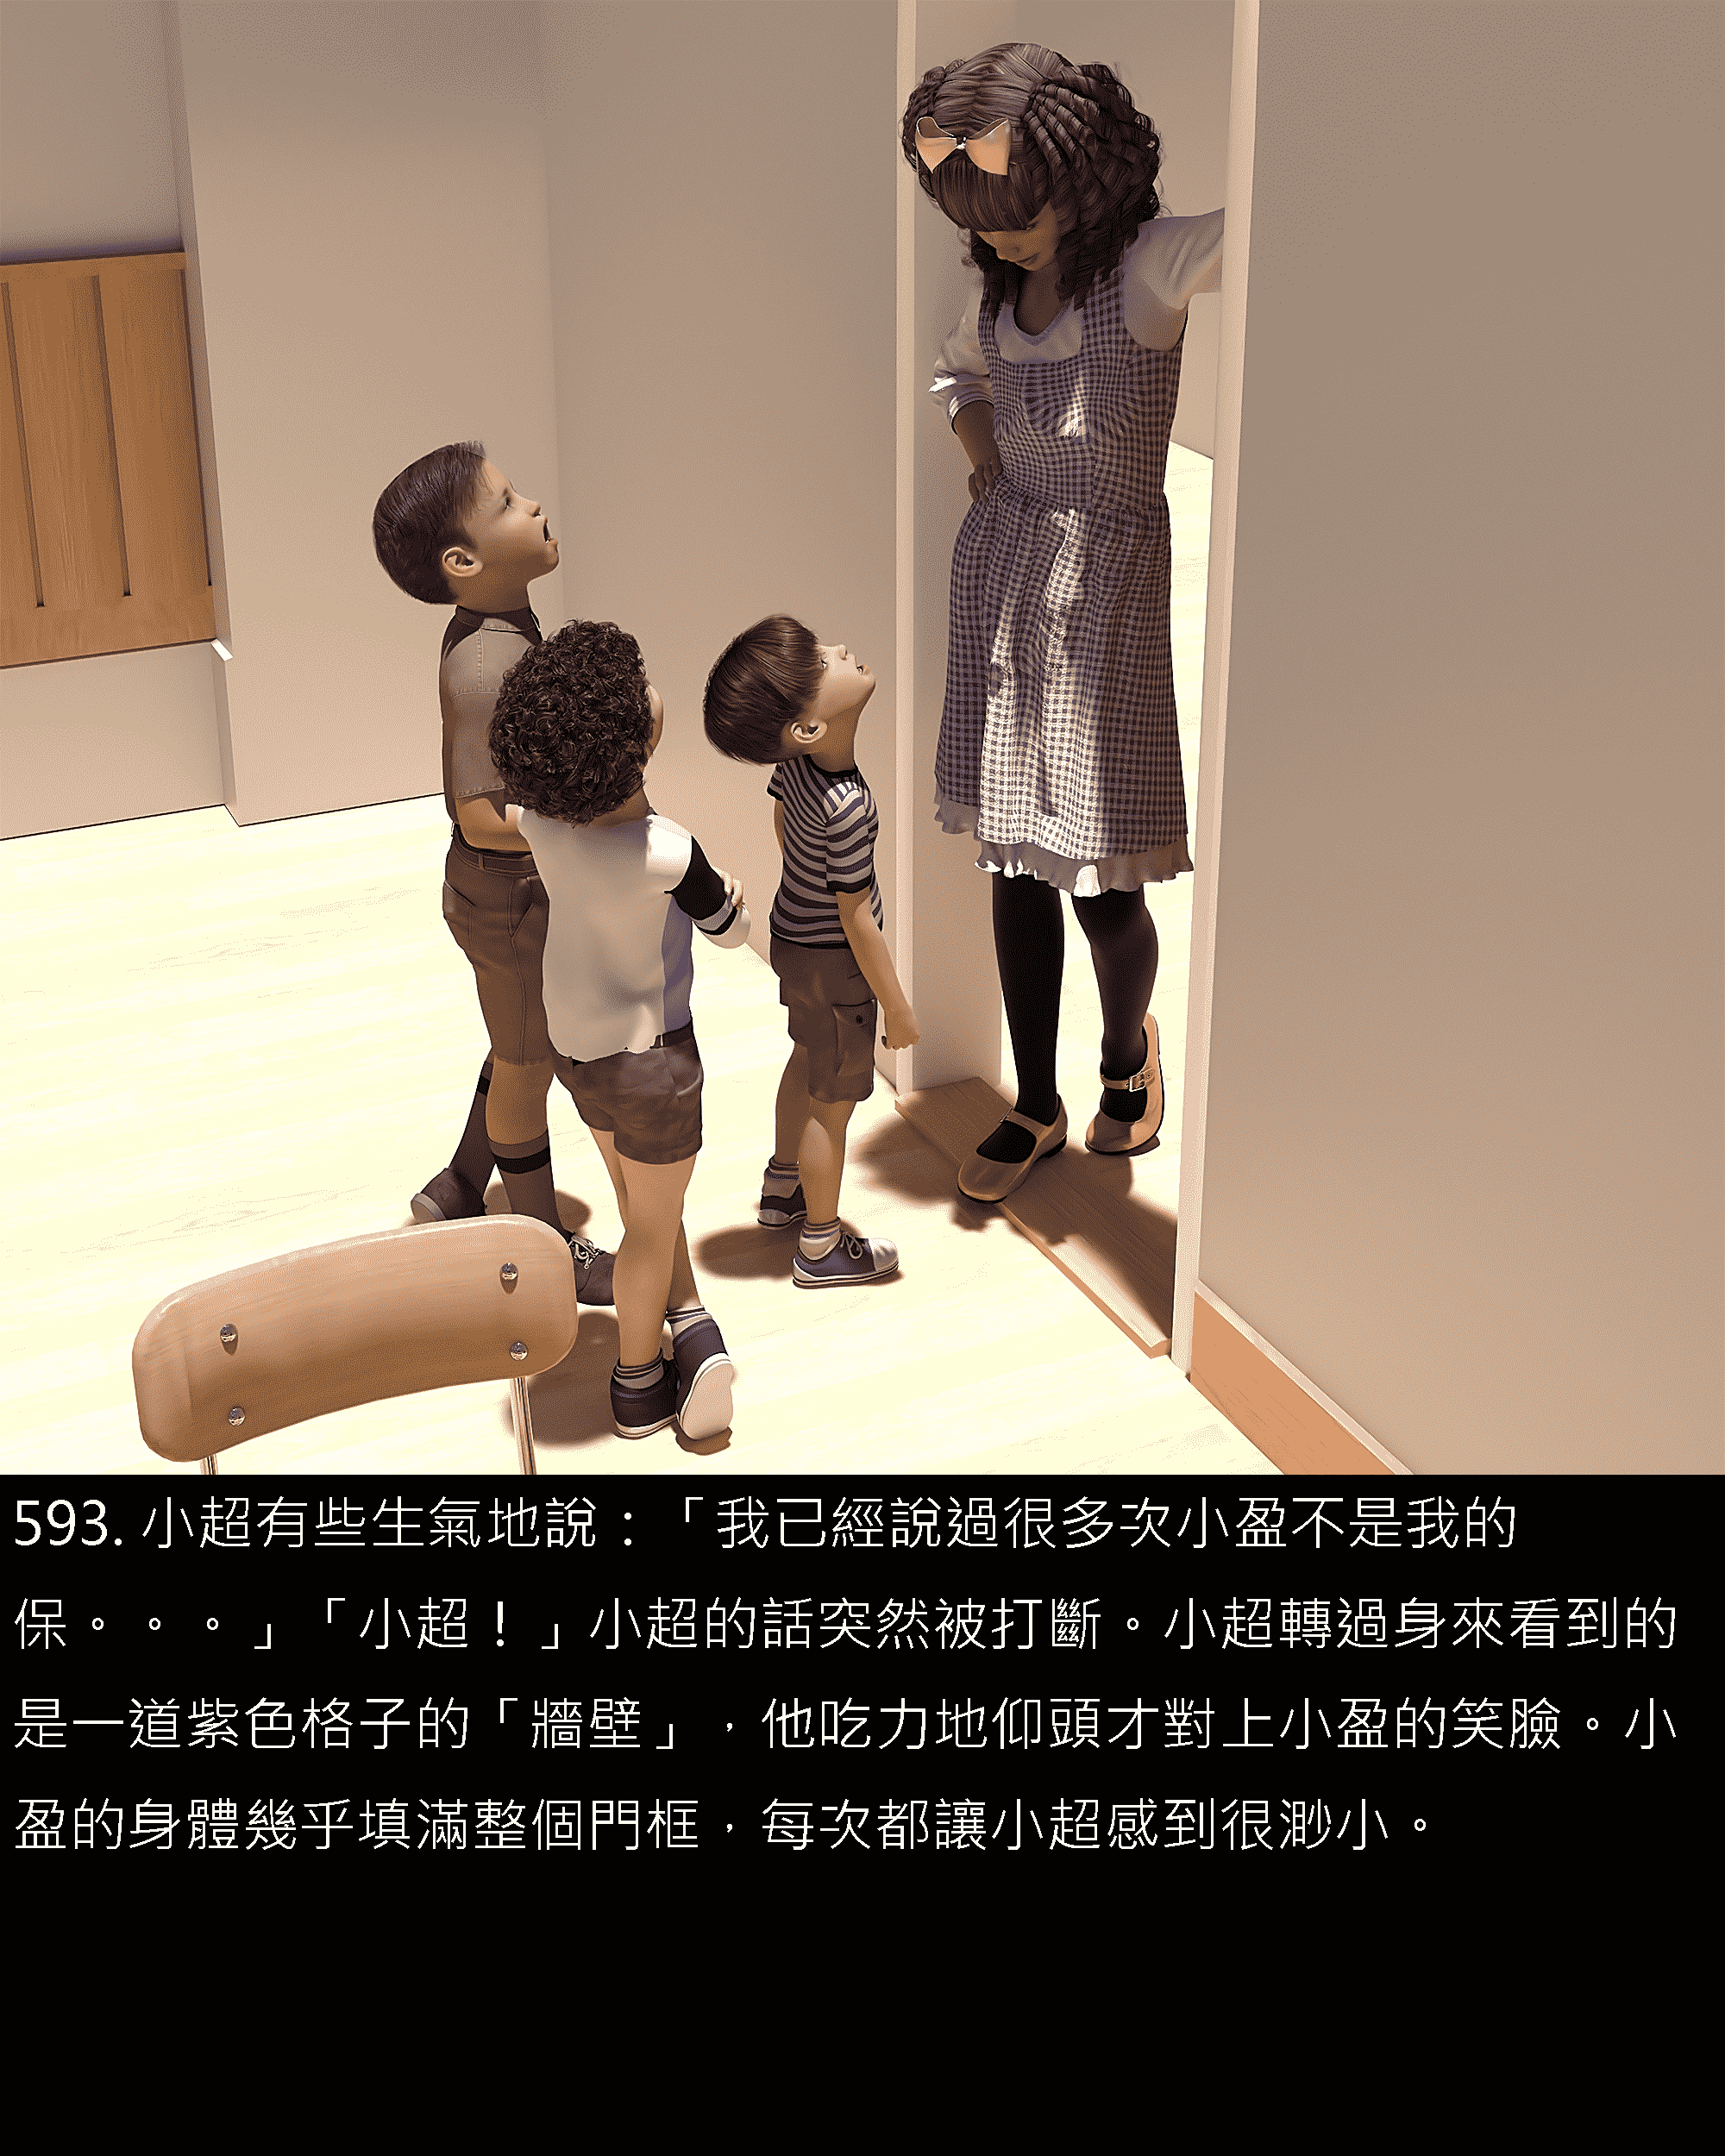 593. 小超有些生氣地說：「我已經說過很多次小盈不是我的
保。。。」「小超！」小超的話突然被打斷。小超轉過身來看到的
是一道紫色格子的「牆壁」，他吃力地仰頭才對上小盈的笑臉。小
盈的身體幾乎填滿整個門框，每次都讓小超感到很渺小。